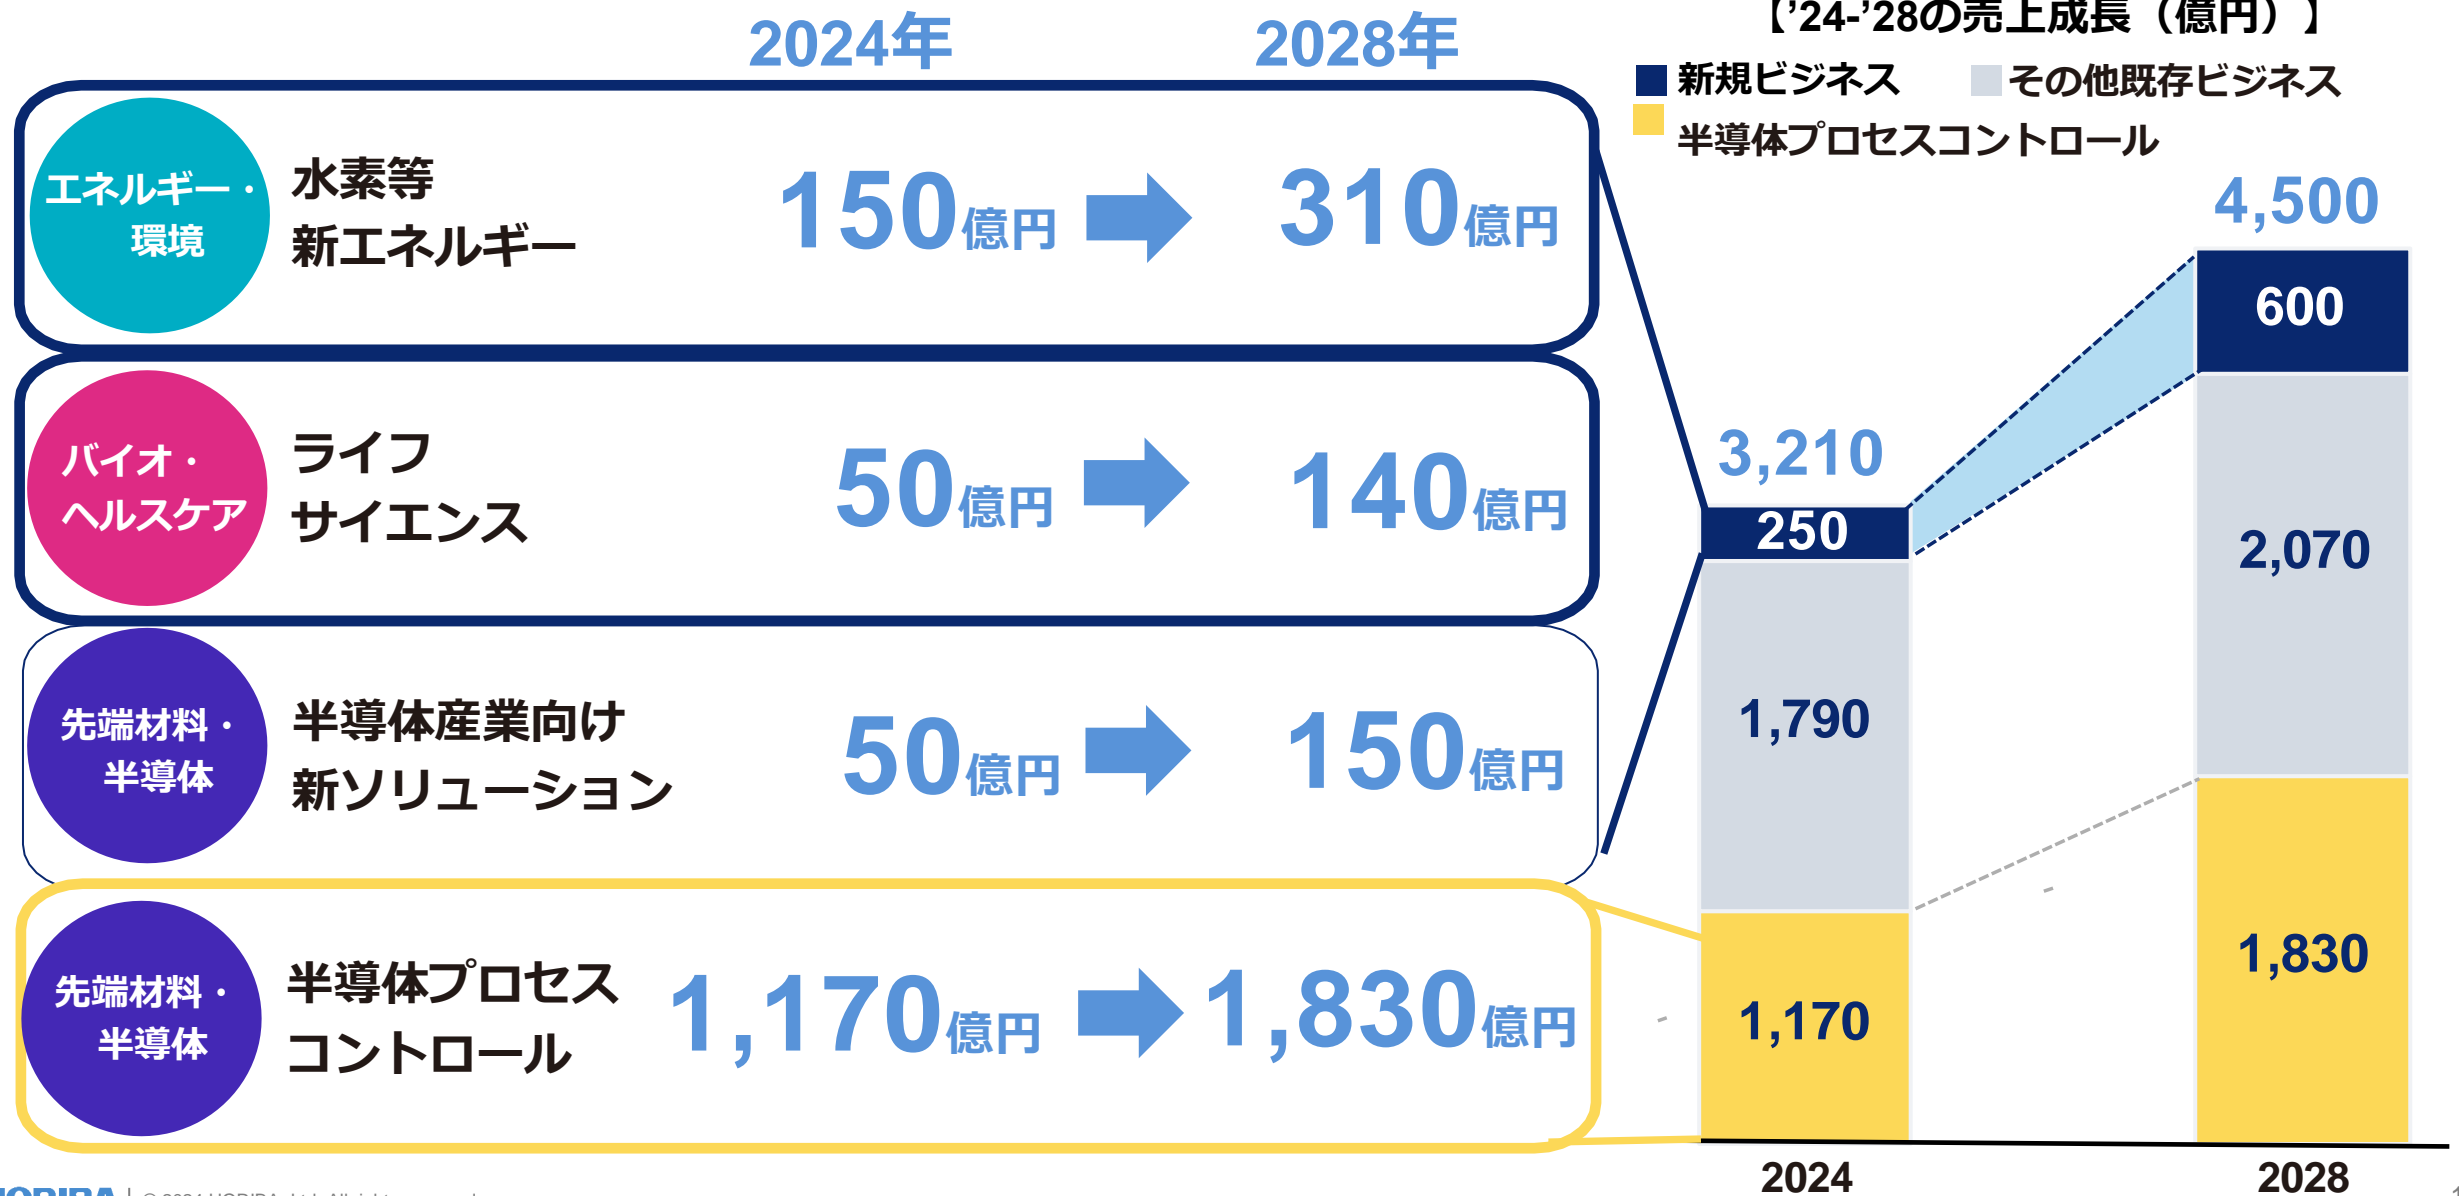 2024年 2028年
【’24-’28の売上成長（億円）】
新規ビジネス その他既存ビジネス
半導体プロセスコントロール
エネルギー・
環境
水素等
新エネルギー
150億円 310億円
バイオ・
ヘルスケア
ライフ
サイエンス
50億円 140億円
先端材料・
半導体
半導体産業向け
新ソリューション
50億円 150億円
先端材料・
半導体
半導体プロセス
コントロール
1,170億円 1,830億円
3,210
250
1,790
1,170
2024
4,500
600
2,070
1,830
2028